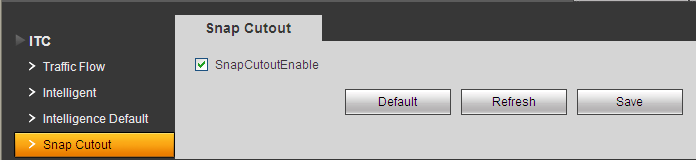 ITC
Traffic Flow
Intelligent
Intelligence Default
Snap Cutout
Snap Cutout
SnapCutoutEnable
Default Refresh Save